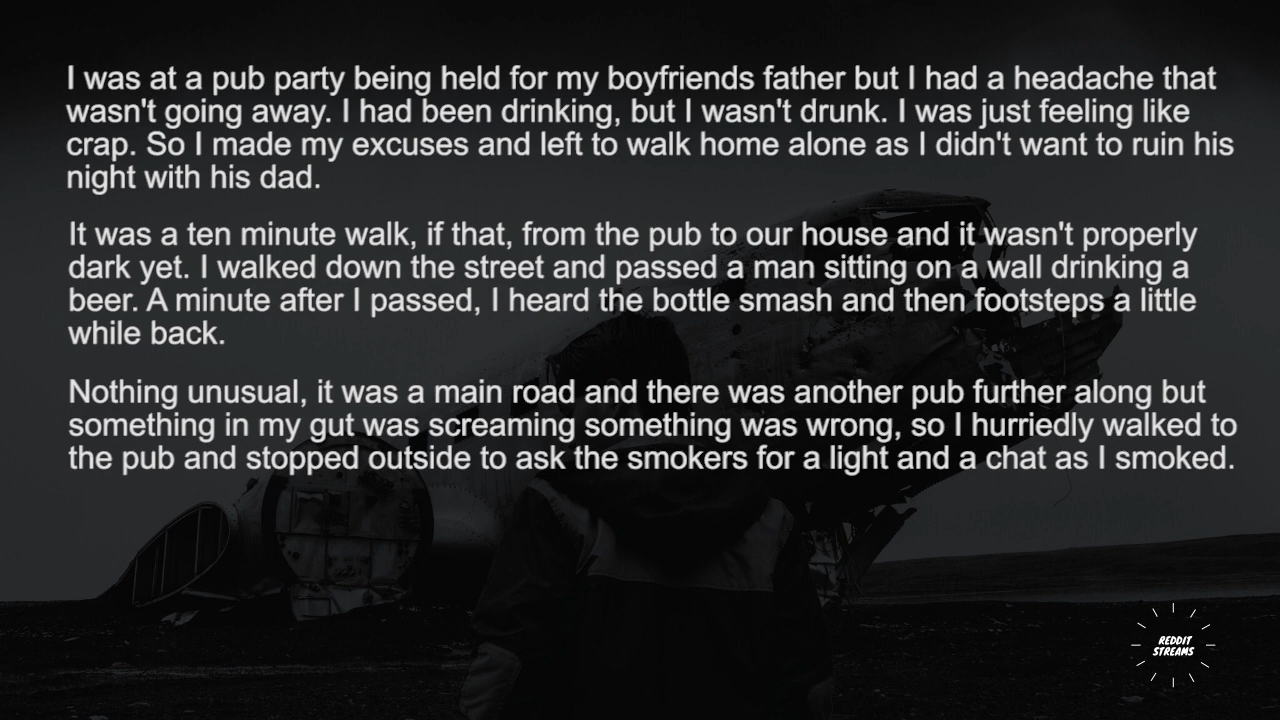 I was at a pub party being held for my boyfriends father but I had a headache that
wasn't going away. I had been drinking, but I wasn't drunk. I was just feeling like
crap. So I made my excuses and left to walk home alone as I didn't want to ruin his
night with his dad.
It was a ten minute walk, if that, from the pub to our house and it wasn't properly
dark yet. I walked down the street and passed a man sitting on a wall drinking a
beer. A minute after I passed, I heard the bottle smash and then footsteps a little
while back.
Nothing unusual, it was a main road and there was another pub further along but
something in my gut was screaming something was wrong, so I hurriedly walked to
the pub and stopped outside to ask the smokers for a light and a chat as I smoked.
REDDIT
STREAMS